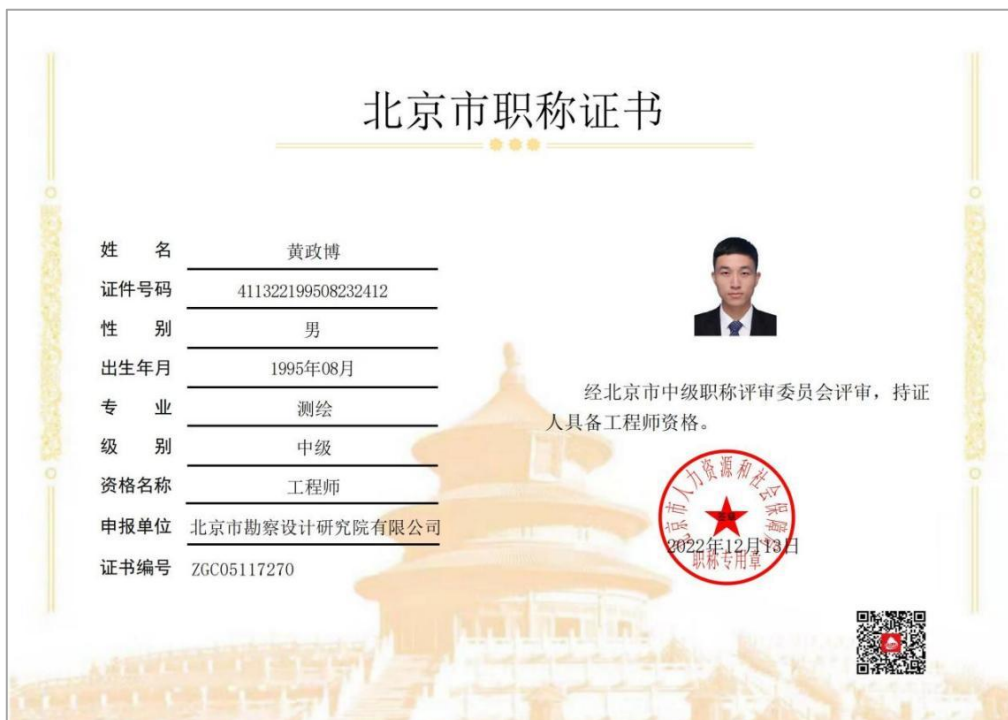 北京市职称证书
姓 名 黄政博
证件号码 411322199508232412
性 别 男
出生年月 1995年08月
专 业 测绘
级 别 中级
资格名称 工程师
申报单位 北京市勘察设计研究院有限公司
证书编号 ZGC05117270
经北京市中级职称评审委员会评审，持证
人具备工程师资格。
北京市人力资源和社会保障局
2022年12月13日
职称专用章